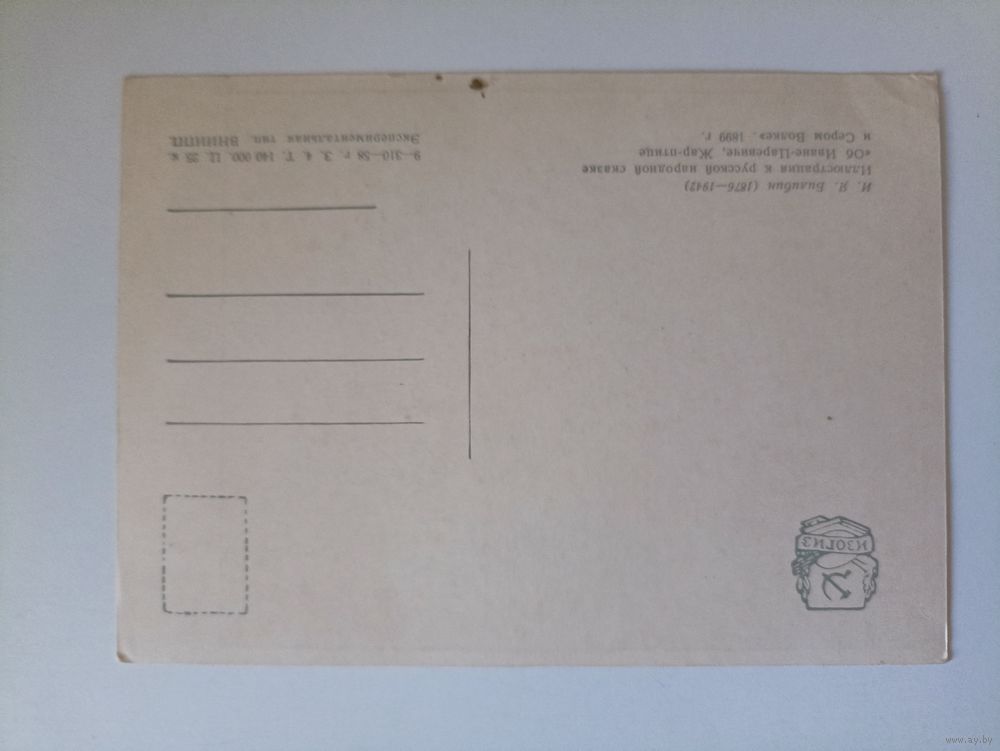 ИЗОГИЗ
И. Я. Билибин (1876—1942)
Иллюстрация к русской народной сказке
«Об Иване-Царевиче, Жар-птице
и Сером Волке». 1899 г.
9—310—58 г. З. 4. Т. 140 000. Ц. 25 к.
Экспериментальная тип. ВНИИПП.
www.ay.by